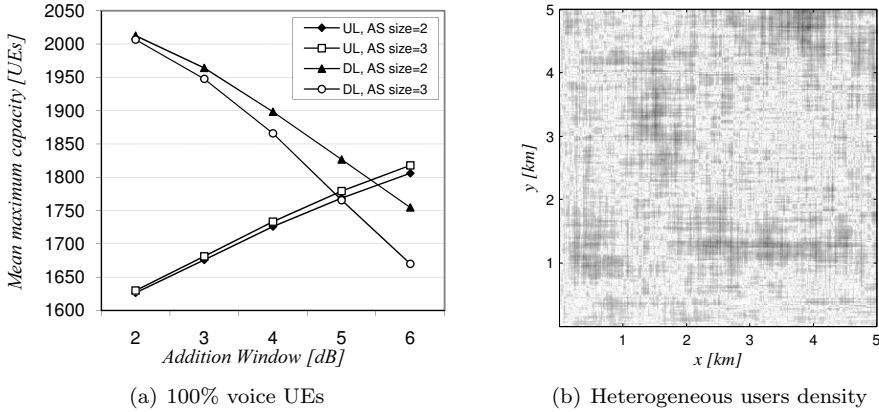 Mean maximum capacity [UEs]
2050
2000
1950
1900
1850
1800
1750
1700
1650
1600
UL, AS size=2
UL, AS size=3
DL, AS size=2
DL, AS size=3
2 3 4 5 6
Addition Window [dB]
(a) 100% voice UEs
y [km]
5
4
3
2
1
1 2 3 4 5
x [km]
(b) Heterogeneous users density